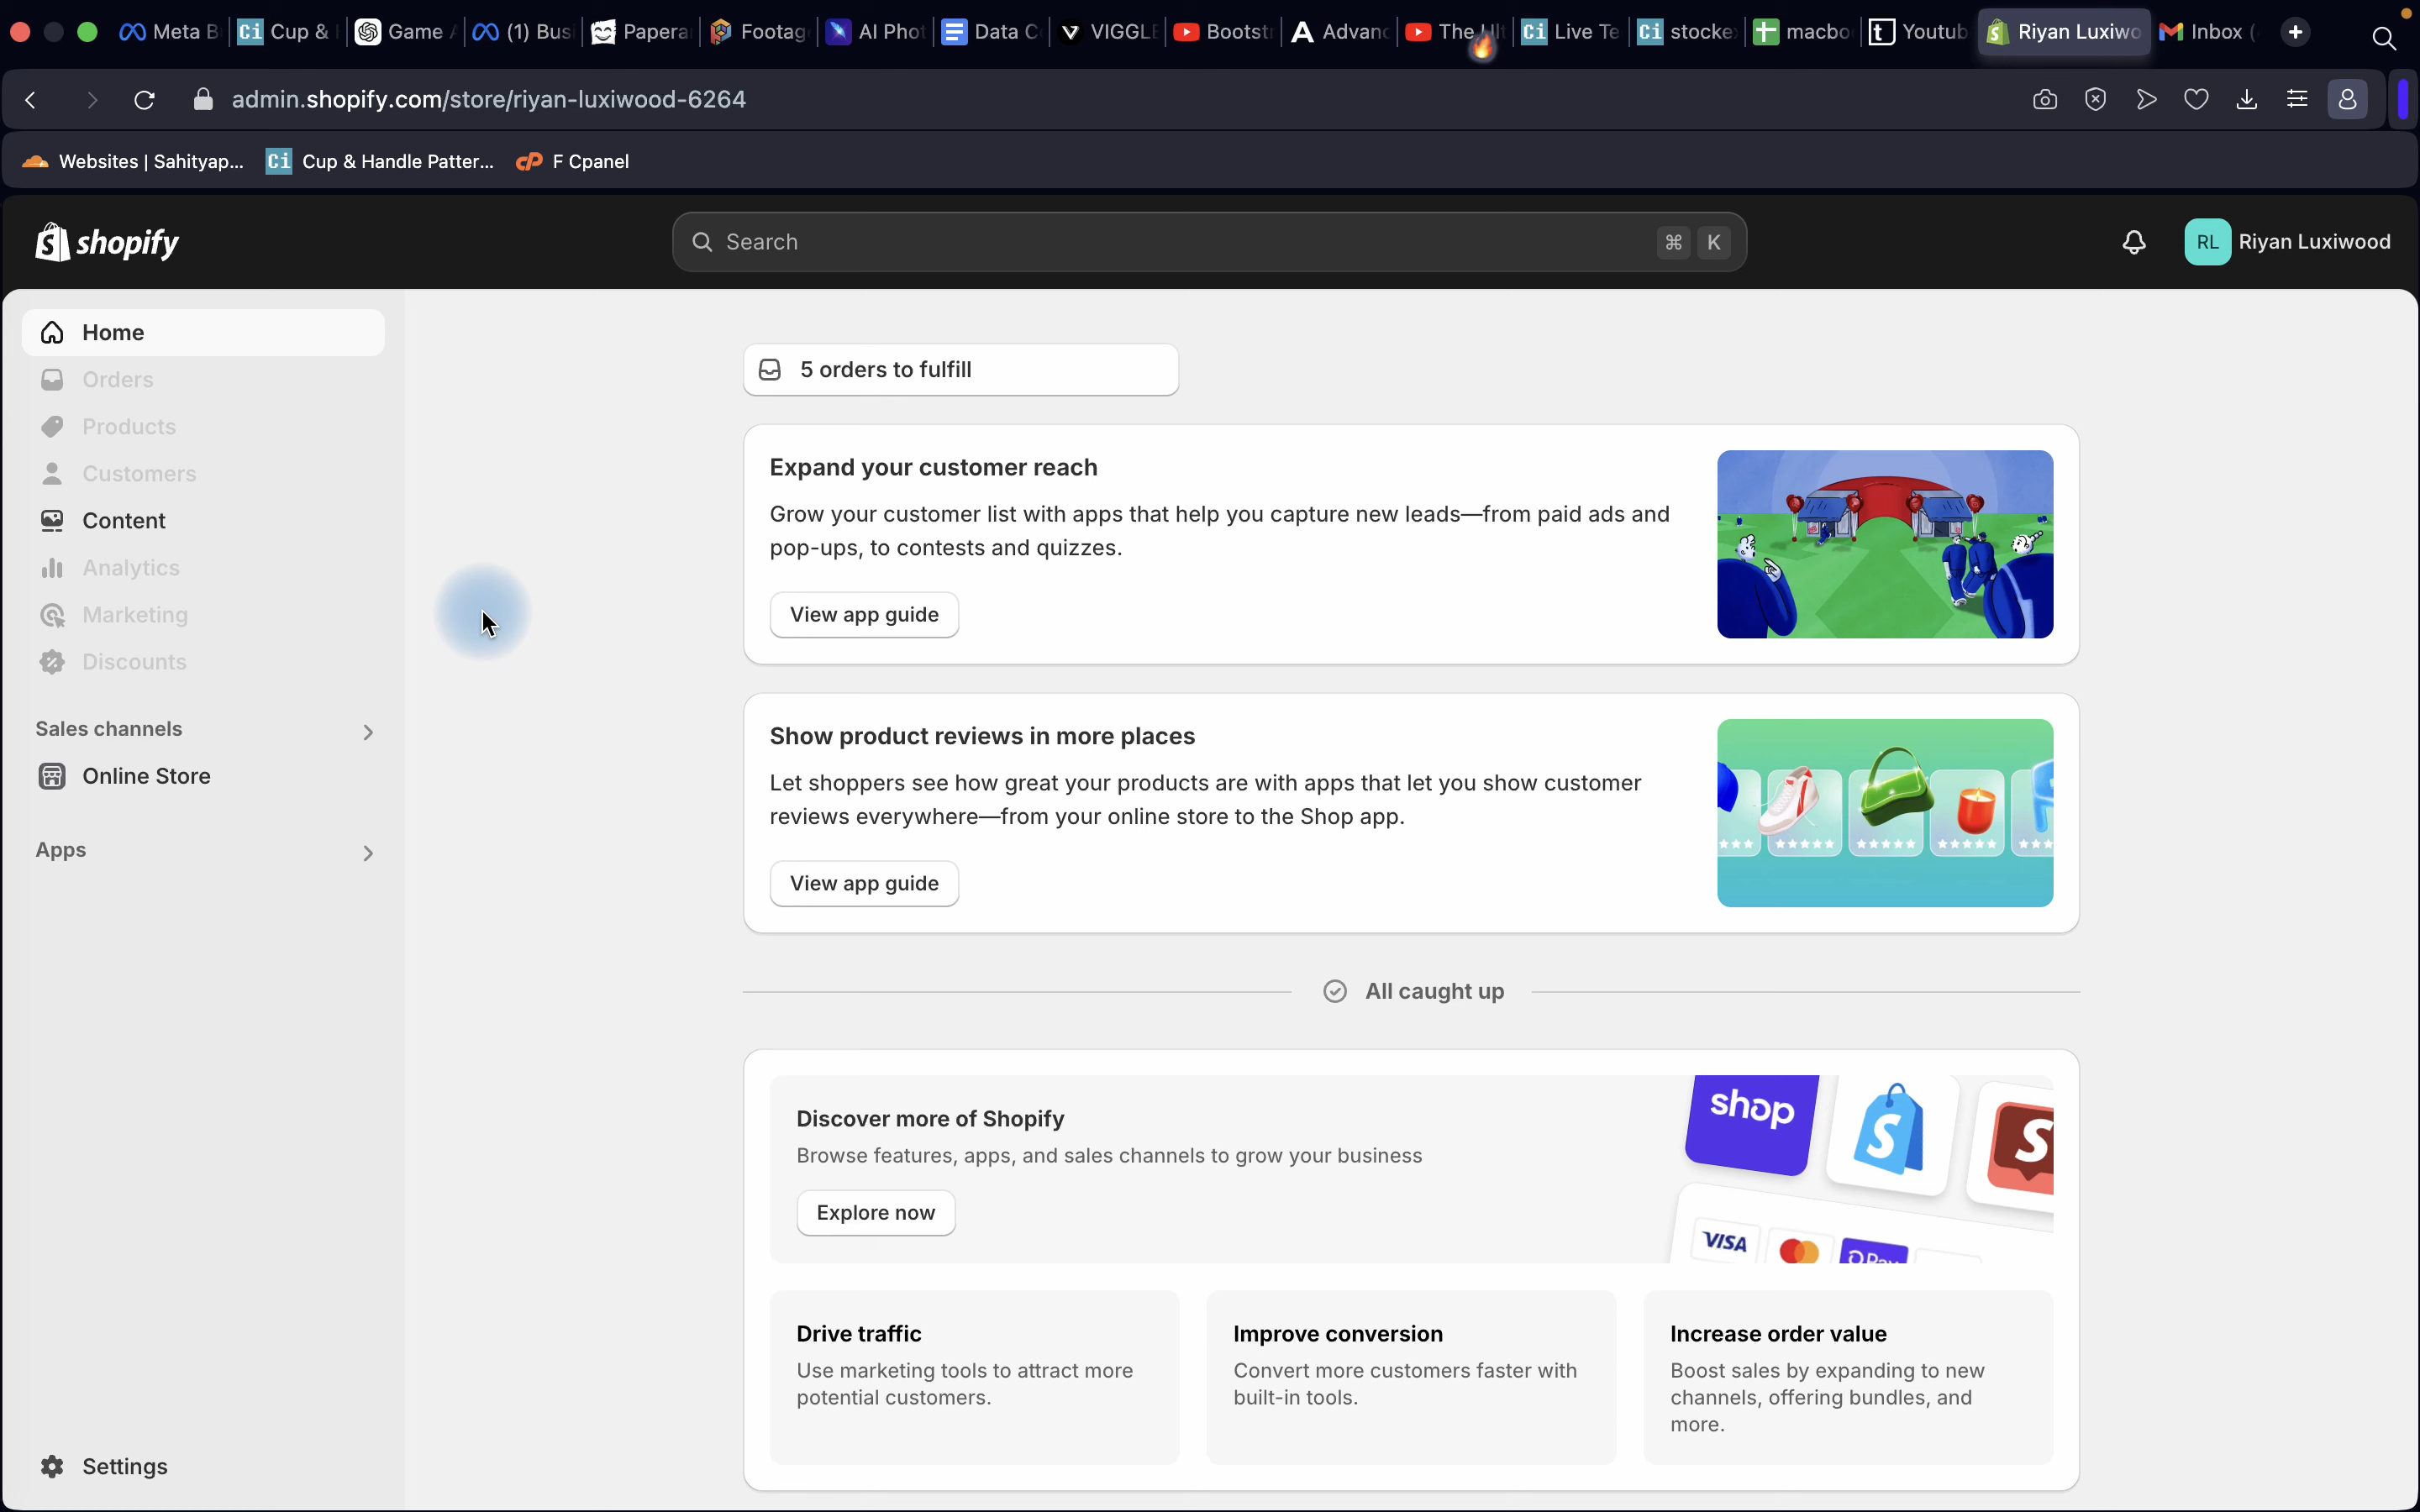 Meta B
Ci Cup &
Game A
(1) Busi
Papera
Footag
AI Phot
Data C
VIGGLE
Bootstr
Advanc
The Ult
Ci Live Te
Ci stocke
macbo
Youtub
Riyan Luxiwo
Inbox (
admin.shopify.com/store/riyan-luxiwood-6264
Websites | Sahityap...
Ci Cup & Handle Patter...
cP F Cpanel
shopify
Search
⌘ K
RL Riyan Luxiwood
Home
Orders
Products
Customers
Content
Analytics
Marketing
Discounts
Sales channels
Online Store
Apps
Settings
5 orders to fulfill
Expand your customer reach
Grow your customer list with apps that help you capture new leads—from paid ads and
pop-ups, to contests and quizzes.
View app guide
Show product reviews in more places
Let shoppers see how great your products are with apps that let you show customer
reviews everywhere—from your online store to the Shop app.
View app guide
All caught up
Discover more of Shopify
Browse features, apps, and sales channels to grow your business
Explore now
shop
VISA
Drive traffic
Use marketing tools to attract more
potential customers.
Improve conversion
Convert more customers faster with
built-in tools.
Increase order value
Boost sales by expanding to new
channels, offering bundles, and
more.